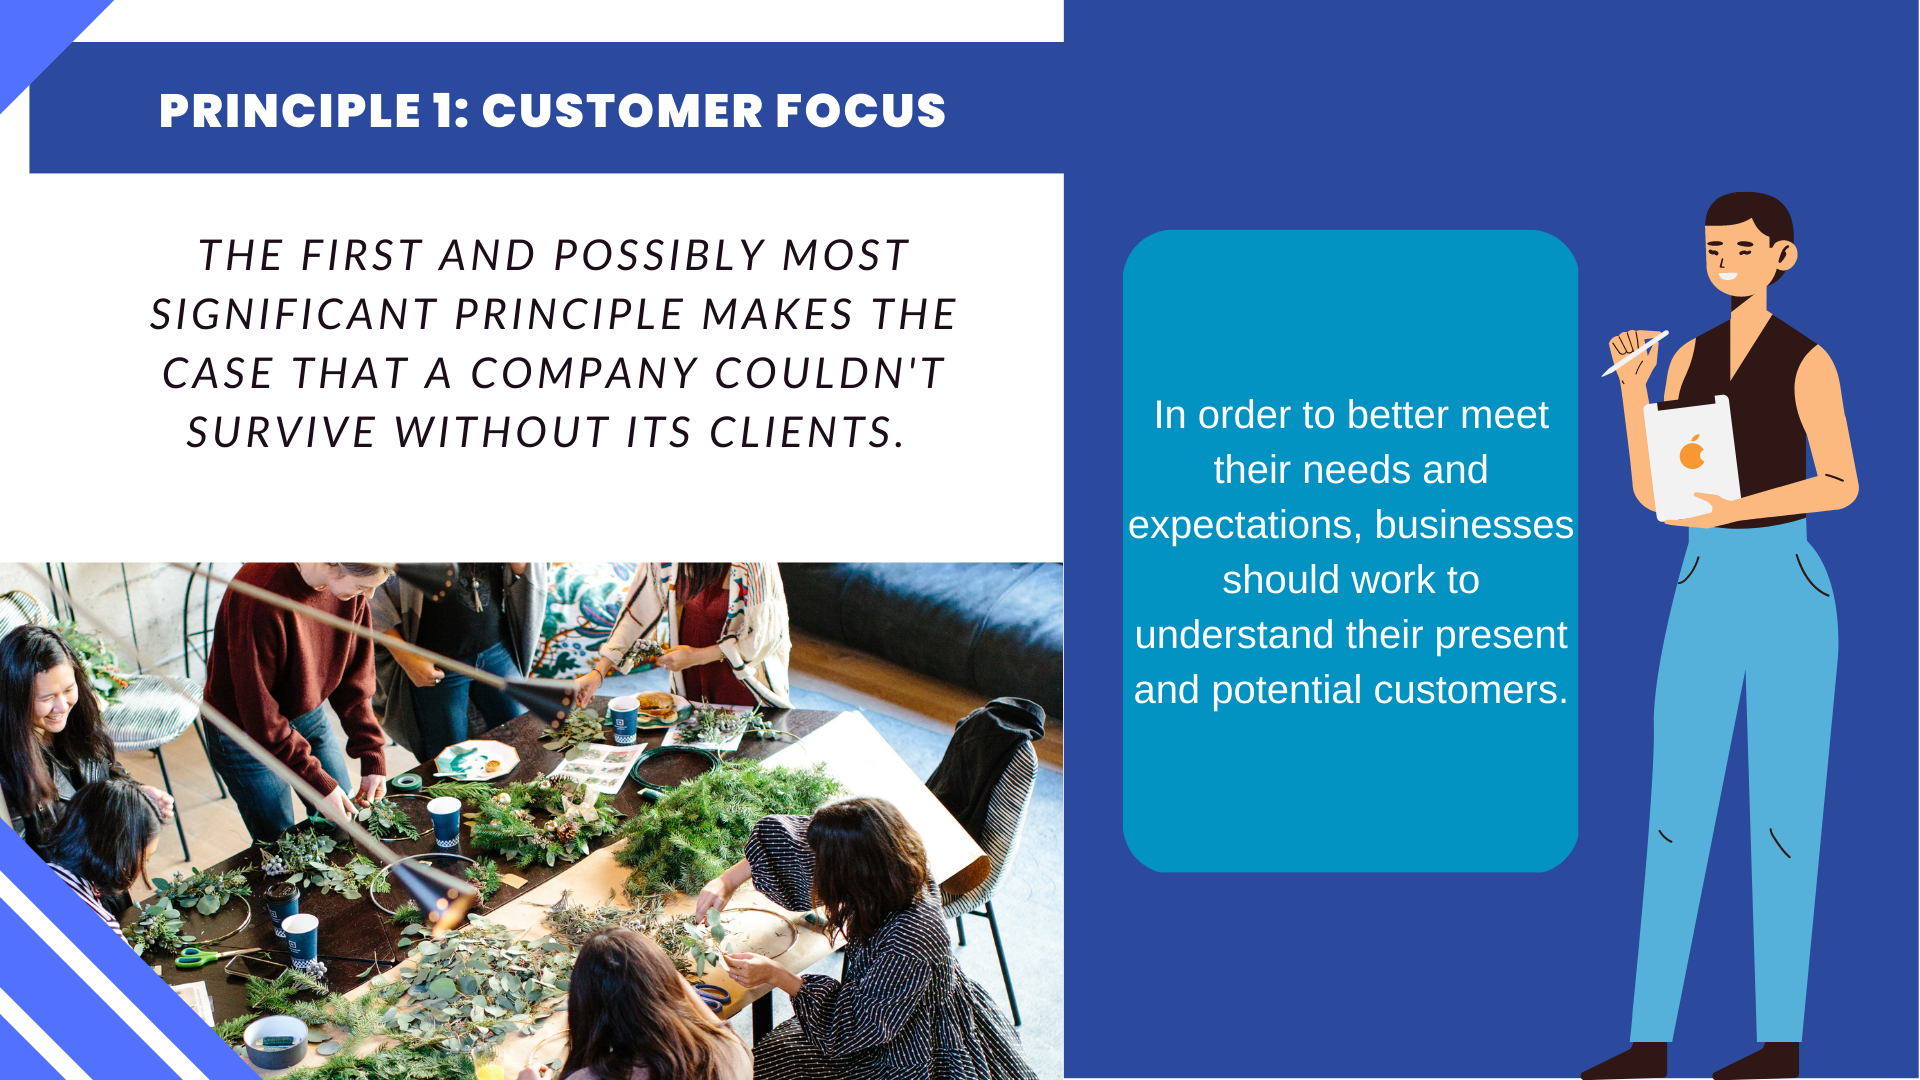 PRINCIPLE 1: CUSTOMER FOCUS
THE FIRST AND POSSIBLY MOST
SIGNIFICANT PRINCIPLE MAKES THE
CASE THAT A COMPANY COULDN'T
SURVIVE WITHOUT ITS CLIENTS.
In order to better meet
their needs and
expectations, businesses
should work to
understand their present
and potential customers.